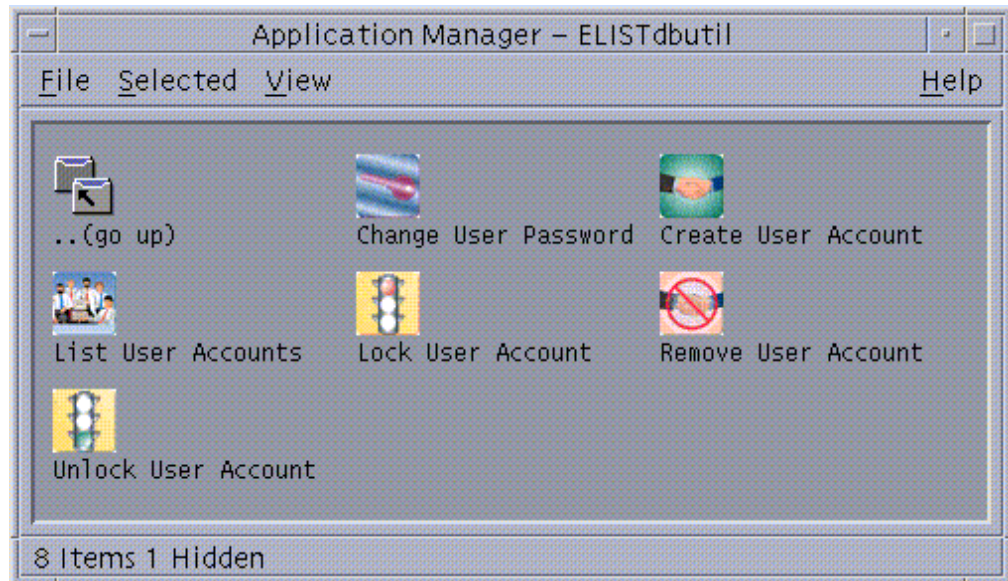 Application Manager – ELISTdbutil
File Selected View Help
..(go up) Change User Password Create User Account
List User Accounts Lock User Account Remove User Account
Unlock User Account
8 Items 1 Hidden